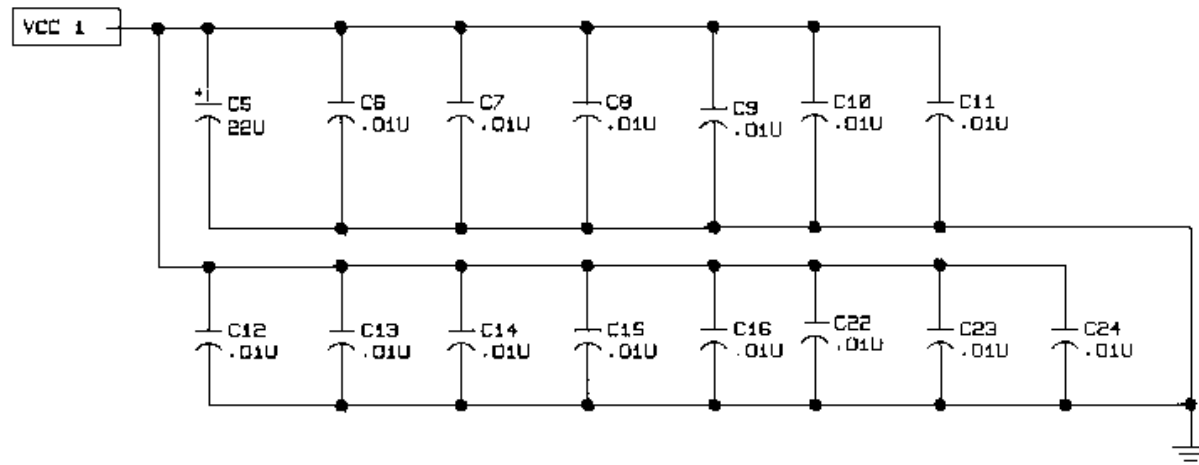 VCC 1
+
C5
22U
C6
.01U
C7
.01U
C8
.01U
C9
.01U
C10
.01U
C11
.01U
C12
.01U
C13
.01U
C14
.01U
C15
.01U
C16
.01U
C22
.01U
C23
.01U
C24
.01U